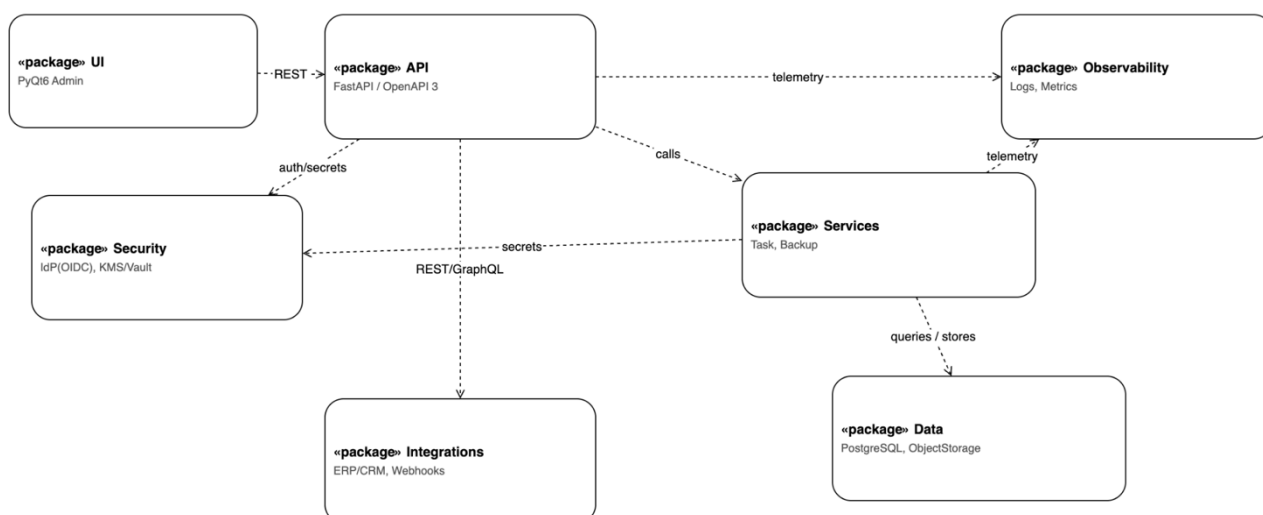 «package» UI
PyQt6 Admin
REST
«package» API
FastAPI / OpenAPI 3
telemetry
«package» Observability
Logs, Metrics
auth/secrets
calls
telemetry
«package» Security
IdP(OIDC), KMS/Vault
secrets
REST/GraphQL
«package» Services
Task, Backup
queries / stores
«package» Integrations
ERP/CRM, Webhooks
«package» Data
PostgreSQL, ObjectStorage